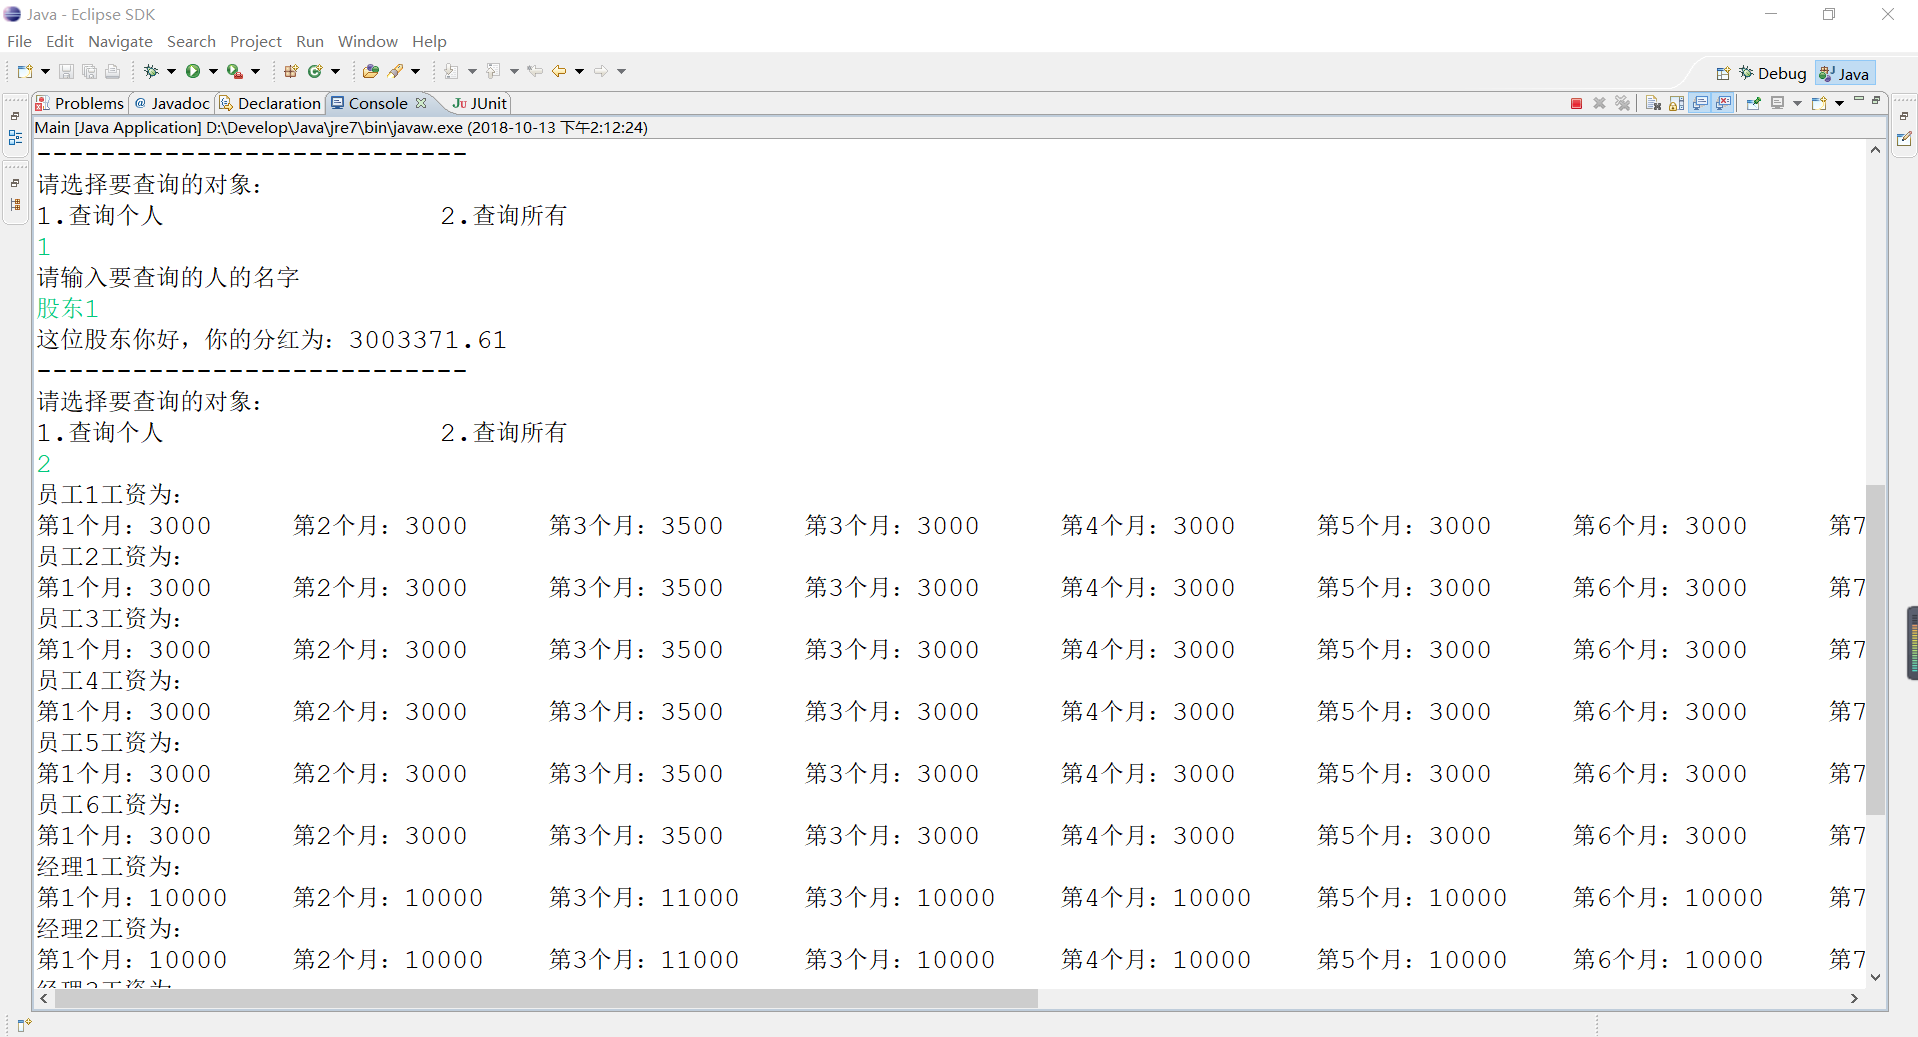 Java - Eclipse SDK
File Edit Navigate Search Project Run Window Help
Debug Java
Problems @ Javadoc Declaration Console Ju JUnit
Main [Java Application] D:\Develop\Java\jre7\bin\javaw.exe (2018-10-13 下午2:12:24)
---------------------------
请选择要查询的对象：
1.查询个人 2.查询所有
1
请输入要查询的人的名字
股东1
这位股东你好，你的分红为：3003371.61
---------------------------
请选择要查询的对象：
1.查询个人 2.查询所有
2
员工1工资为：
第1个月：3000 第2个月：3000 第3个月：3500 第3个月：3000 第4个月：3000 第5个月：3000 第6个月：3000 第7
员工2工资为：
第1个月：3000 第2个月：3000 第3个月：3500 第3个月：3000 第4个月：3000 第5个月：3000 第6个月：3000 第7
员工3工资为：
第1个月：3000 第2个月：3000 第3个月：3500 第3个月：3000 第4个月：3000 第5个月：3000 第6个月：3000 第7
员工4工资为：
第1个月：3000 第2个月：3000 第3个月：3500 第3个月：3000 第4个月：3000 第5个月：3000 第6个月：3000 第7
员工5工资为：
第1个月：3000 第2个月：3000 第3个月：3500 第3个月：3000 第4个月：3000 第5个月：3000 第6个月：3000 第7
员工6工资为：
第1个月：3000 第2个月：3000 第3个月：3500 第3个月：3000 第4个月：3000 第5个月：3000 第6个月：3000 第7
经理1工资为：
第1个月：10000 第2个月：10000 第3个月：11000 第3个月：10000 第4个月：10000 第5个月：10000 第6个月：10000 第7
经理2工资为：
第1个月：10000 第2个月：10000 第3个月：11000 第3个月：10000 第4个月：10000 第5个月：10000 第6个月：10000 第7